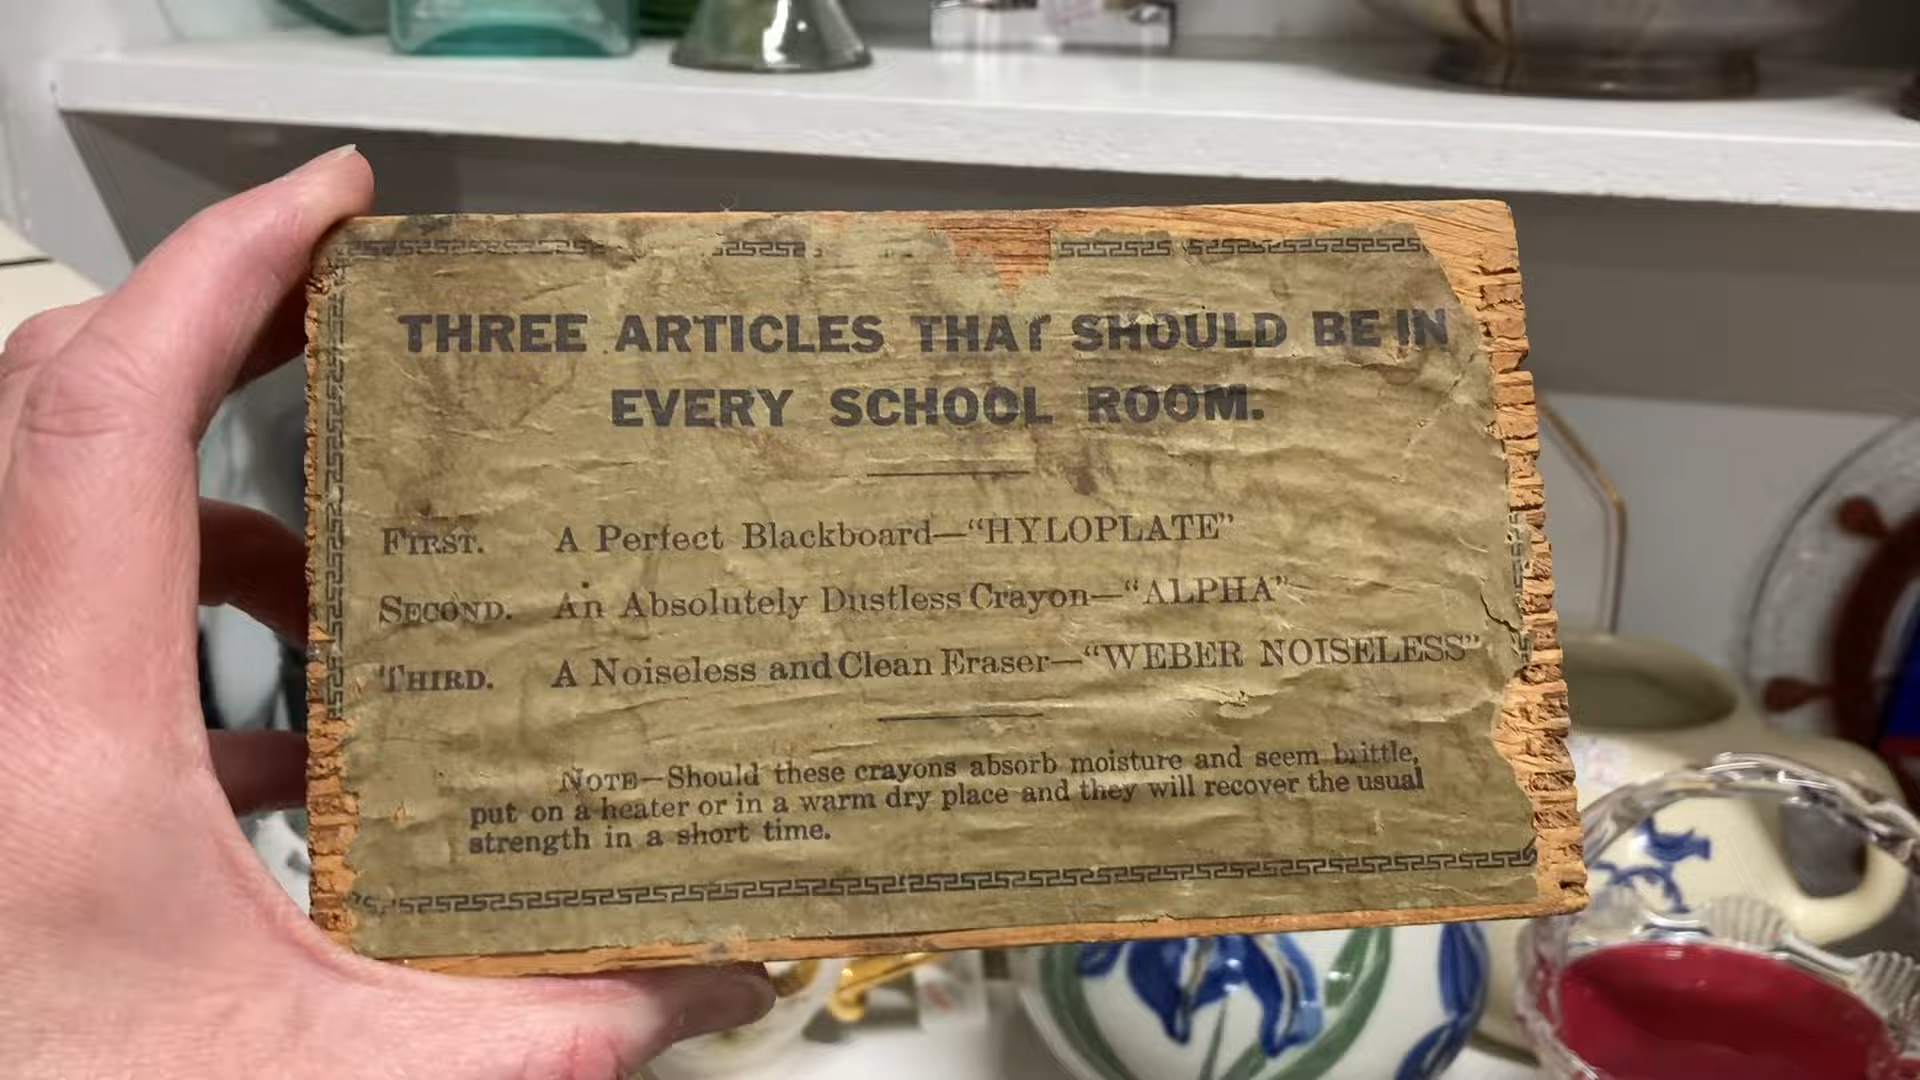 THREE ARTICLES THAT SHOULD BE IN
EVERY SCHOOL ROOM.
FIRST. A Perfect Blackboard—“HYLOPLATE”
SECOND. An Absolutely Dustless Crayon—“ALPHA”
THIRD. A Noiseless and Clean Eraser—“WEBER NOISELESS”
NOTE—Should these crayons absorb moisture and seem brittle,
put on a heater or in a warm dry place and they will recover the usual
strength in a short time.